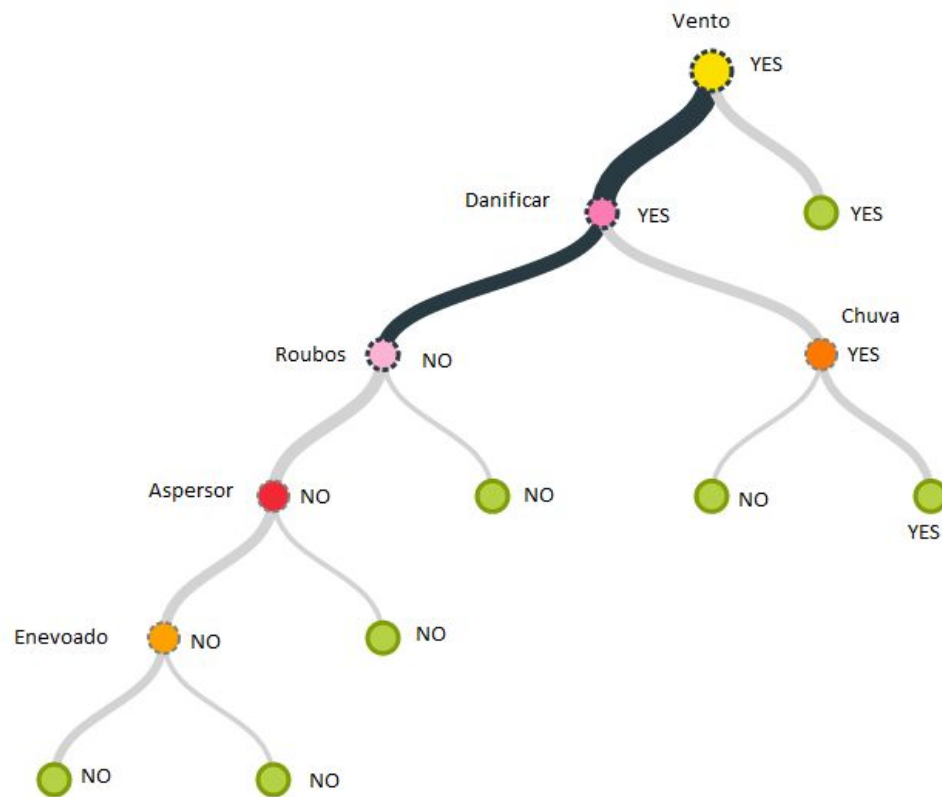 Vento
YES
Danificar
YES
YES
Chuva
Roubos
NO
YES
Aspersor
NO
NO
NO
YES
Enevoado
NO
NO
NO
NO